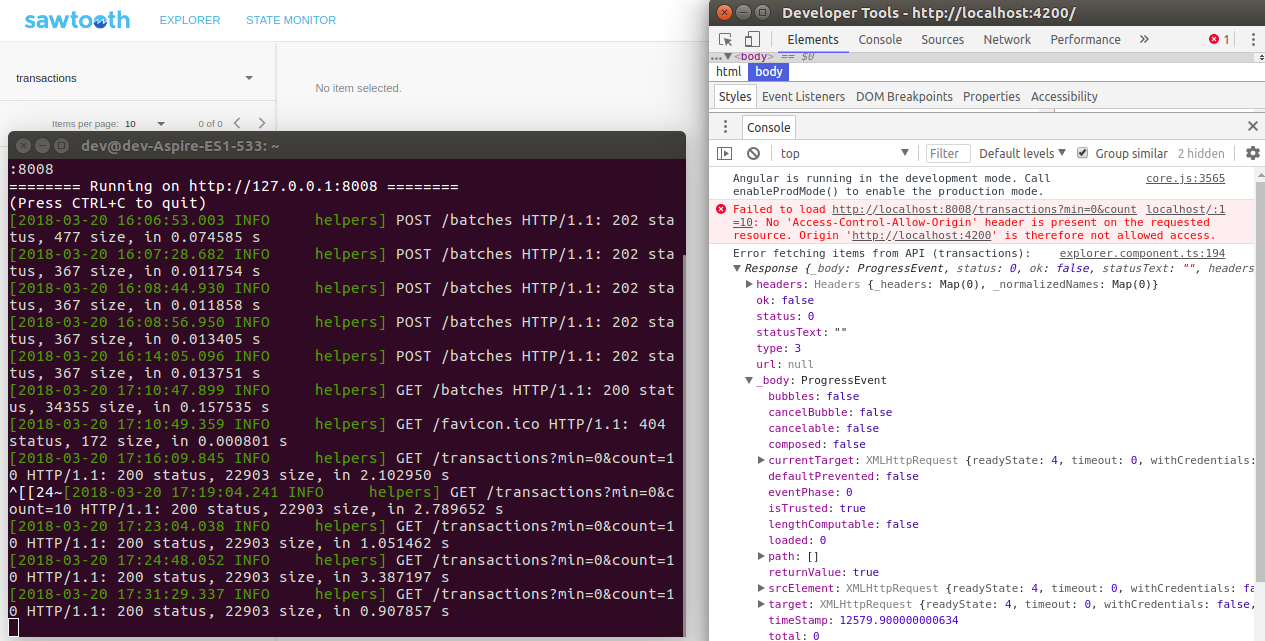 sawtooth EXPLORER STATE MONITOR
transactions
Items per page: 10 0 of 0
No item selected.
dev@dev-Aspire-ES1-533: ~
:8008
======== Running on http://127.0.0.1:8008 ========
(Press CTRL+C to quit)
[2018-03-20 16:06:53.003 INFO     helpers] POST /batches HTTP/1.1: 202 sta
tus, 477 size, in 0.074585 s
[2018-03-20 16:07:28.682 INFO     helpers] POST /batches HTTP/1.1: 202 sta
tus, 367 size, in 0.011754 s
[2018-03-20 16:08:44.930 INFO     helpers] POST /batches HTTP/1.1: 202 sta
tus, 367 size, in 0.011858 s
[2018-03-20 16:08:56.950 INFO     helpers] POST /batches HTTP/1.1: 202 sta
tus, 367 size, in 0.013405 s
[2018-03-20 16:14:05.096 INFO     helpers] POST /batches HTTP/1.1: 202 sta
tus, 367 size, in 0.013751 s
[2018-03-20 17:10:47.899 INFO     helpers] GET /batches HTTP/1.1: 200 stat
us, 34355 size, in 0.157535 s
[2018-03-20 17:10:49.359 INFO     helpers] GET /favicon.ico HTTP/1.1: 404
status, 172 size, in 0.000801 s
[2018-03-20 17:16:09.845 INFO     helpers] GET /transactions?min=0&count=1
0 HTTP/1.1: 200 status, 22903 size, in 2.102950 s
^[[24~[2018-03-20 17:19:04.241 INFO     helpers] GET /transactions?min=0&c
ount=10 HTTP/1.1: 200 status, 22903 size, in 2.789652 s
[2018-03-20 17:23:04.038 INFO     helpers] GET /transactions?min=0&count=1
0 HTTP/1.1: 200 status, 22903 size, in 1.051462 s
[2018-03-20 17:24:48.052 INFO     helpers] GET /transactions?min=0&count=1
0 HTTP/1.1: 200 status, 22903 size, in 3.387197 s
[2018-03-20 17:31:29.337 INFO     helpers] GET /transactions?min=0&count=1
0 HTTP/1.1: 200 status, 22903 size, in 0.907857 s
Developer Tools - http://localhost:4200/
Elements Console Sources Network Performance » 1
...▼<body> == $0
html body
Styles Event Listeners DOM Breakpoints Properties Accessibility
Console
top Filter Default levels Group similar 2 hidden
Angular is running in the development mode. Call core.js:3565
enableProdMode() to enable the production mode.
Failed to load http://localhost:8008/transactions?min=0&count localhost/:1
=10: No 'Access-Control-Allow-Origin' header is present on the requested
resource. Origin 'http://localhost:4200' is therefore not allowed access.
Error fetching items from API (transactions): explorer.component.ts:194
▼Response {_body: ProgressEvent, status: 0, ok: false, statusText: "", headers
▶headers: Headers {_headers: Map(0), _normalizedNames: Map(0)}
ok: false
status: 0
statusText: ""
type: 3
url: null
▼_body: ProgressEvent
bubbles: false
cancelBubble: false
cancelable: false
composed: false
▶currentTarget: XMLHttpRequest {readyState: 4, timeout: 0, withCredentials:
defaultPrevented: false
eventPhase: 0
isTrusted: true
lengthComputable: false
loaded: 0
▶path: []
returnValue: true
▶srcElement: XMLHttpRequest {readyState: 4, timeout: 0, withCredentials: fa
▶target: XMLHttpRequest {readyState: 4, timeout: 0, withCredentials: false,
timeStamp: 12579.900000000634
total: 0